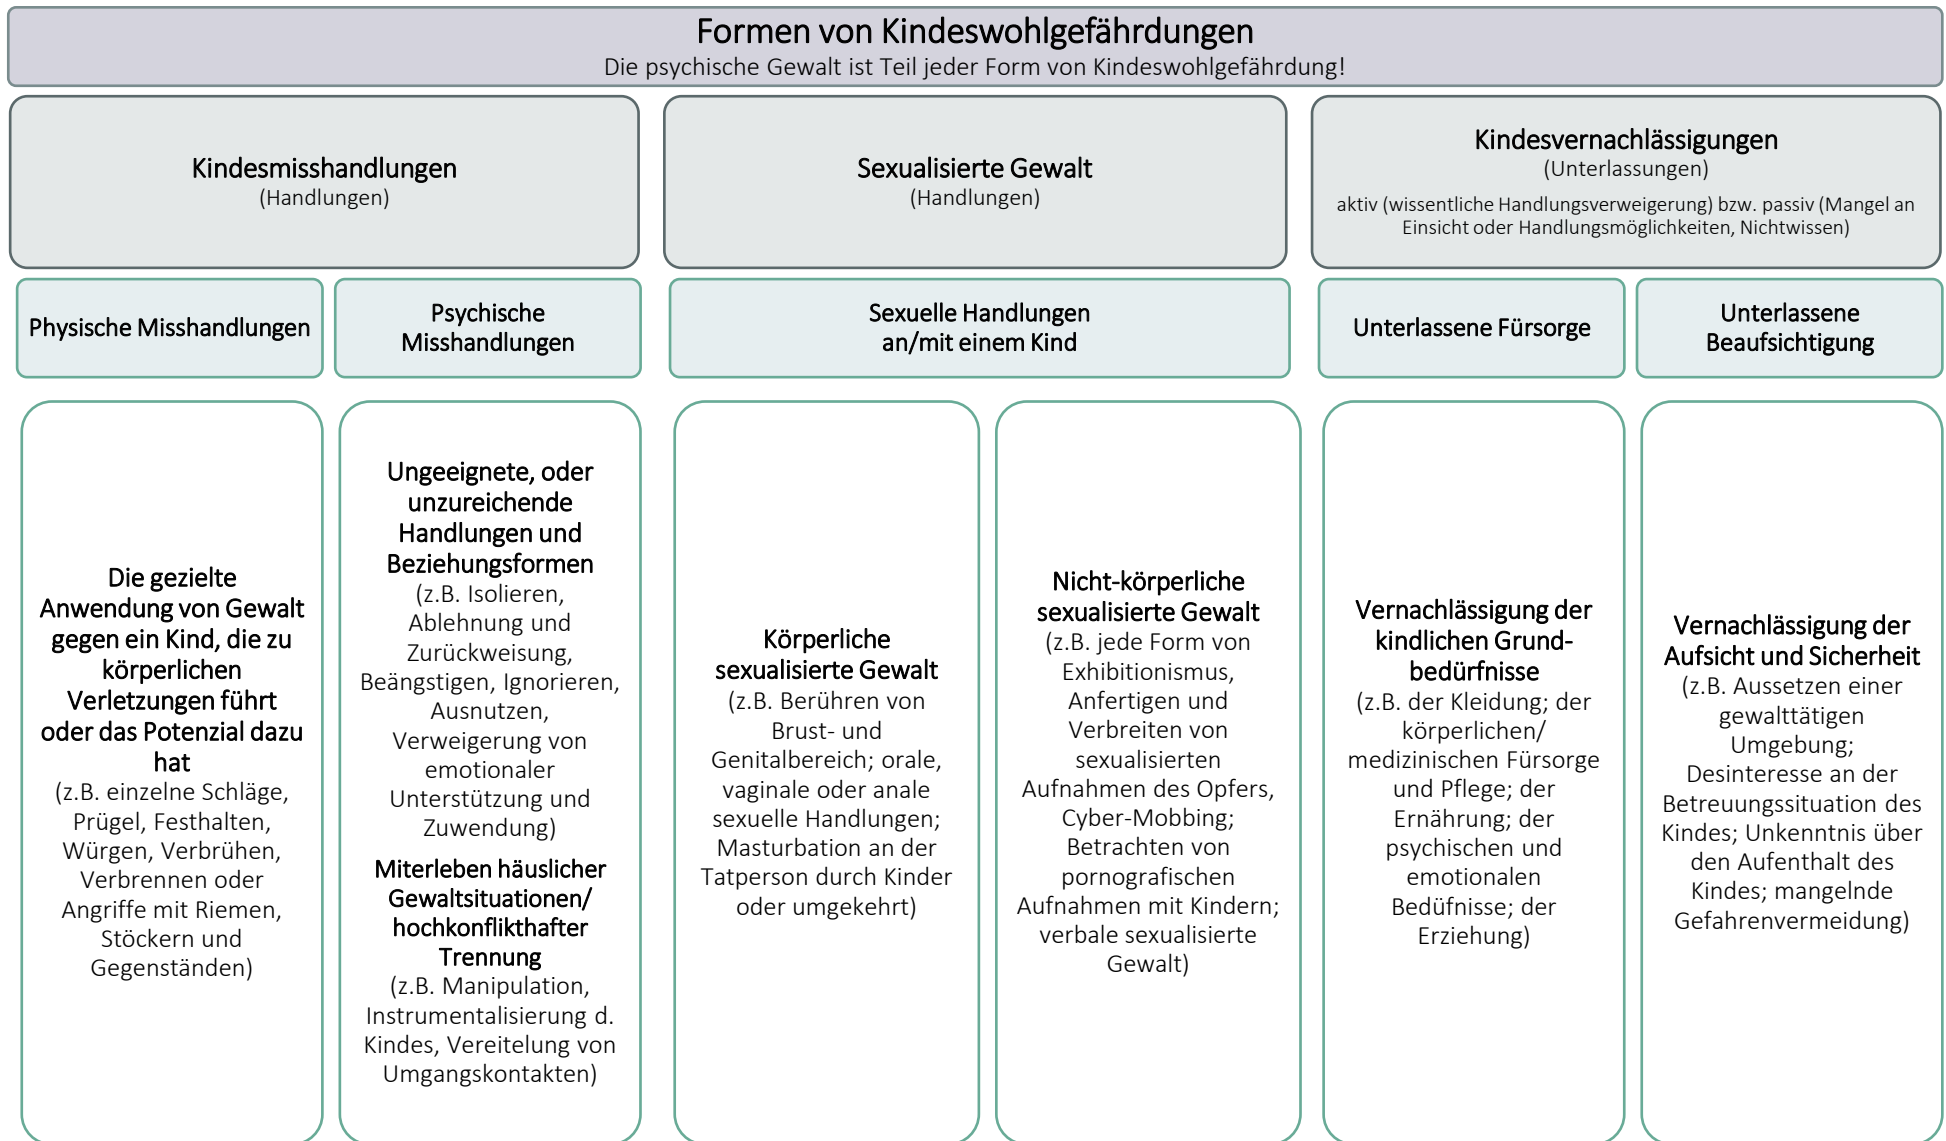 Formen von Kindeswohlgefährdungen
Die psychische Gewalt ist Teil jeder Form von Kindeswohlgefährdung!
Kindesmisshandlungen
(Handlungen)
Sexualisierte Gewalt
(Handlungen)
Kindesvernachlässigungen
(Unterlassungen)
aktiv (wissentliche Handlungsverweigerung) bzw. passiv (Mangel an
Einsicht oder Handlungsmöglichkeiten, Nichtwissen)
Physische Misshandlungen
Psychische
Misshandlungen
Sexuelle Handlungen
an/mit einem Kind
Unterlassene Fürsorge
Unterlassene
Beaufsichtigung
Die gezielte
Anwendung von Gewalt
gegen ein Kind, die zu
körperlichen
Verletzungen führt
oder das Potenzial dazu
hat
(z.B. einzelne Schläge,
Prügel, Festhalten,
Würgen, Verbrühen,
Verbrennen oder
Angriffe mit Riemen,
Stöckern und
Gegenständen)
Ungeeignete, oder
unzureichende
Handlungen und
Beziehungsformen
(z.B. Isolieren,
Ablehnung und
Zurückweisung,
Beängstigen, Ignorieren,
Ausnutzen,
Verweigerung von
emotionaler
Unterstützung und
Zuwendung)
Miterleben häuslicher
Gewaltsituationen/
hochkonflikthafter
Trennung
(z.B. Manipulation,
Instrumentalisierung d.
Kindes, Vereitelung von
Umgangskontakten)
Körperliche
sexualisierte Gewalt
(z.B. Berühren von
Brust- und
Genitalbereich; orale,
vaginale oder anale
sexuelle Handlungen;
Masturbation an der
Tatperson durch Kinder
oder umgekehrt)
Nicht-körperliche
sexualisierte Gewalt
(z.B. jede Form von
Exhibitionismus,
Anfertigen und
Verbreiten von
sexualisierten
Aufnahmen des Opfers,
Cyber-Mobbing;
Betrachten von
pornografischen
Aufnahmen mit Kindern;
verbale sexualisierte
Gewalt)
Vernachlässigung der
kindlichen Grund-
bedürfnisse
(z.B. der Kleidung; der
körperlichen/
medizinischen Fürsorge
und Pflege; der
Ernährung; der
psychischen und
emotionalen
Bedüfnisse; der
Erziehung)
Vernachlässigung der
Aufsicht und Sicherheit
(z.B. Aussetzen einer
gewalttätigen
Umgebung;
Desinteresse an der
Betreuungssituation des
Kindes; Unkenntnis über
den Aufenthalt des
Kindes; mangelnde
Gefahrenvermeidung)